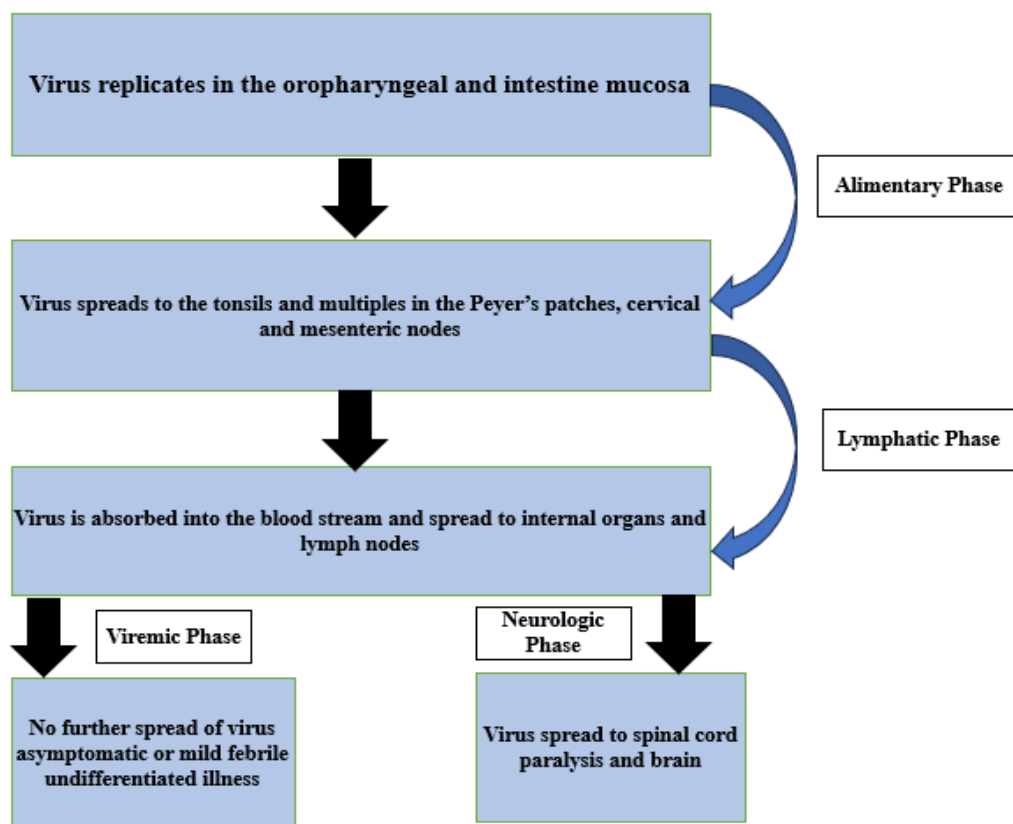 Virus replicates in the oropharyngeal and intestine mucosa
Alimentary Phase
Virus spreads to the tonsils and multiples in the Peyer’s patches, cervical
and mesenteric nodes
Lymphatic Phase
Virus is absorbed into the blood stream and spread to internal organs and
lymph nodes
Viremic Phase
Neurologic
Phase
No further spread of virus
asymptomatic or mild febrile
undifferentiated illness
Virus spread to spinal cord
paralysis and brain